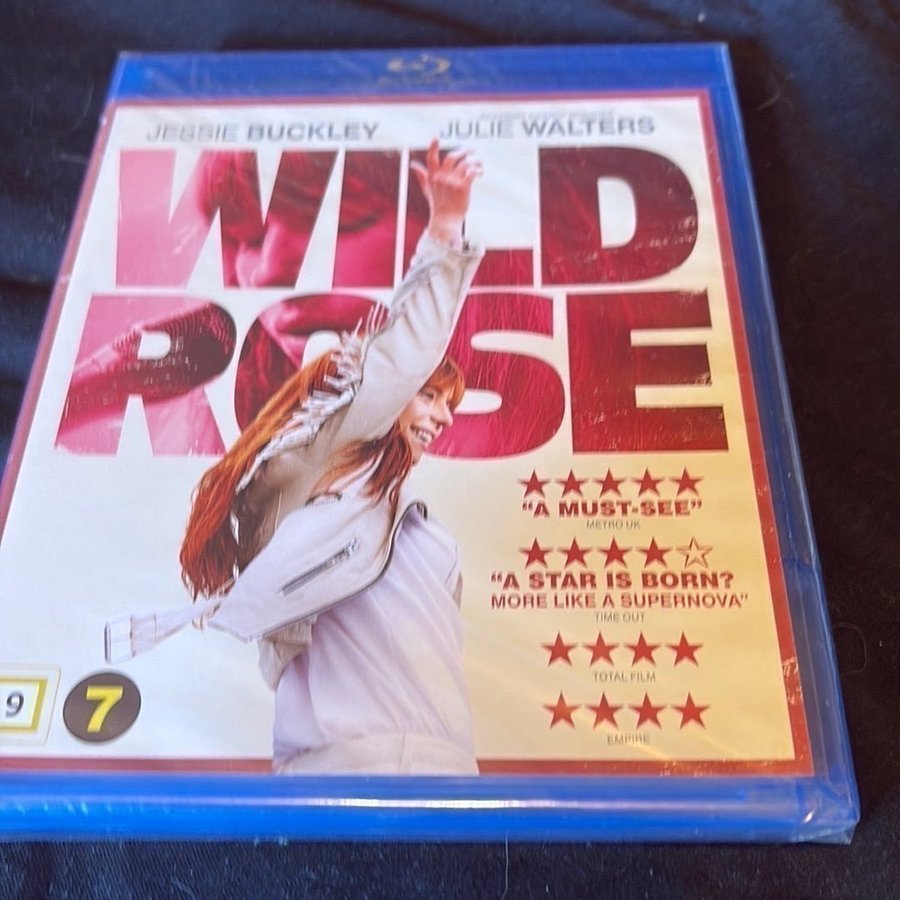 JESSIE BUCKLEY JULIE WALTERS
WILD
ROSE
"A MUST-SEE"
METRO UK
"A STAR IS BORN?
MORE LIKE A SUPERNOVA"
TIME OUT
TOTAL FILM
EMPIRE
9
7